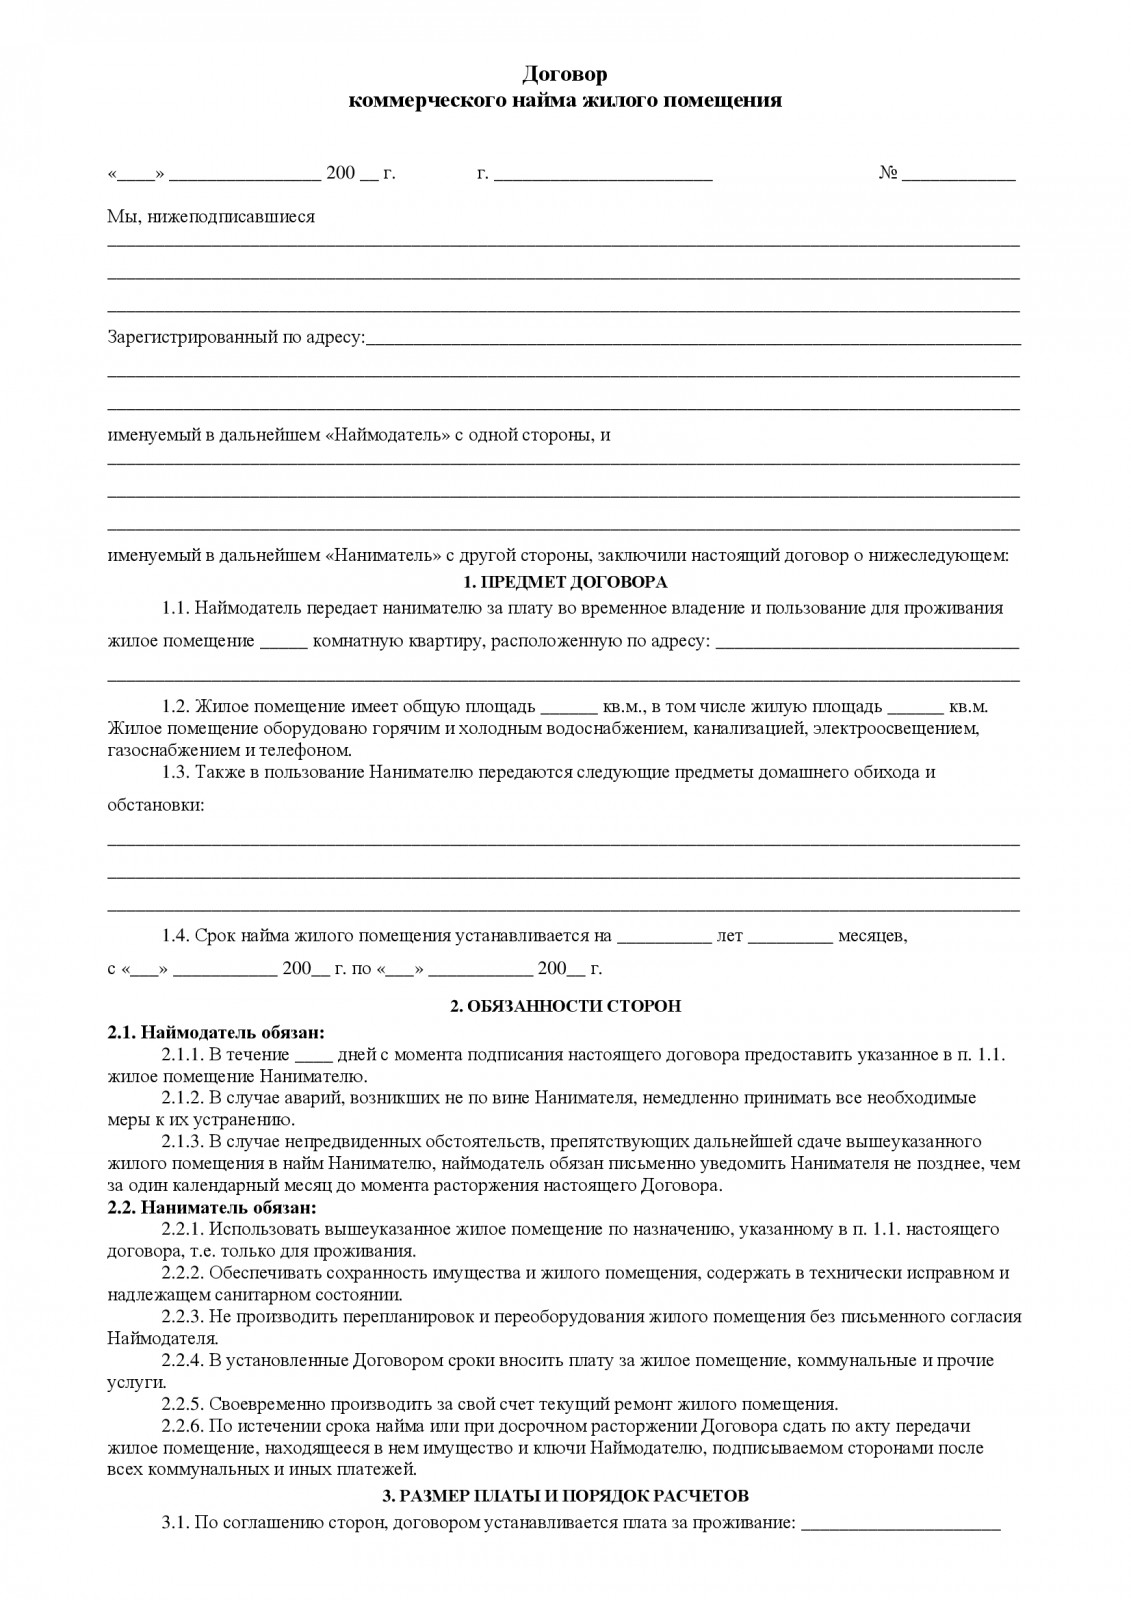 Договор
коммерческого найма жилого помещения
«____» ________________ 200 __ г. г. _______________________ № ____________
Мы, нижеподписавшиеся
________________________________________________________________________________________________
________________________________________________________________________________________________
________________________________________________________________________________________________
Зарегистрированный по адресу:_____________________________________________________________________
________________________________________________________________________________________________
________________________________________________________________________________________________
именуемый в дальнейшем «Наймодатель» с одной стороны, и
________________________________________________________________________________________________
________________________________________________________________________________________________
________________________________________________________________________________________________
именуемый в дальнейшем «Наниматель» с другой стороны, заключили настоящий договор о нижеследующем:
1. ПРЕДМЕТ ДОГОВОРА
1.1. Наймодатель передает нанимателю за плату во временное владение и пользование для проживания
жилое помещение _____ комнатную квартиру, расположенную по адресу: ________________________________
________________________________________________________________________________________________
1.2. Жилое помещение имеет общую площадь ______ кв.м., в том числе жилую площадь ______ кв.м.
Жилое помещение оборудовано горячим и холодным водоснабжением, канализацией, электроосвещением,
газоснабжением и телефоном.
1.3. Также в пользование Нанимателю передаются следующие предметы домашнего обихода и
обстановки:
________________________________________________________________________________________________
________________________________________________________________________________________________
________________________________________________________________________________________________
1.4. Срок найма жилого помещения устанавливается на __________ лет _________ месяцев,
с «___» ___________ 200__ г. по «___» ___________ 200__ г.
2. ОБЯЗАННОСТИ СТОРОН
2.1. Наймодатель обязан:
2.1.1. В течение ____ дней с момента подписания настоящего договора предоставить указанное в п. 1.1.
жилое помещение Нанимателю.
2.1.2. В случае аварий, возникших не по вине Нанимателя, немедленно принимать все необходимые
меры к их устранению.
2.1.3. В случае непредвиденных обстоятельств, препятствующих дальнейшей сдаче вышеуказанного
жилого помещения в найм Нанимателю, наймодатель обязан письменно уведомить Нанимателя не позднее, чем
за один календарный месяц до момента расторжения настоящего Договора.
2.2. Наниматель обязан:
2.2.1. Использовать вышеуказанное жилое помещение по назначению, указанному в п. 1.1. настоящего
договора, т.е. только для проживания.
2.2.2. Обеспечивать сохранность имущества и жилого помещения, содержать в технически исправном и
надлежащем санитарном состоянии.
2.2.3. Не производить перепланировок и переоборудования жилого помещения без письменного согласия
Наймодателя.
2.2.4. В установленные Договором сроки вносить плату за жилое помещение, коммунальные и прочие
услуги.
2.2.5. Своевременно производить за свой счет текущий ремонт жилого помещения.
2.2.6. По истечении срока найма или при досрочном расторжении Договора сдать по акту передачи
жилое помещение, находящееся в нем имущество и ключи Наймодателю, подписываемом сторонами после
всех коммунальных и иных платежей.
3. РАЗМЕР ПЛАТЫ И ПОРЯДОК РАСЧЕТОВ
3.1. По соглашению сторон, договором устанавливается плата за проживание: _____________________